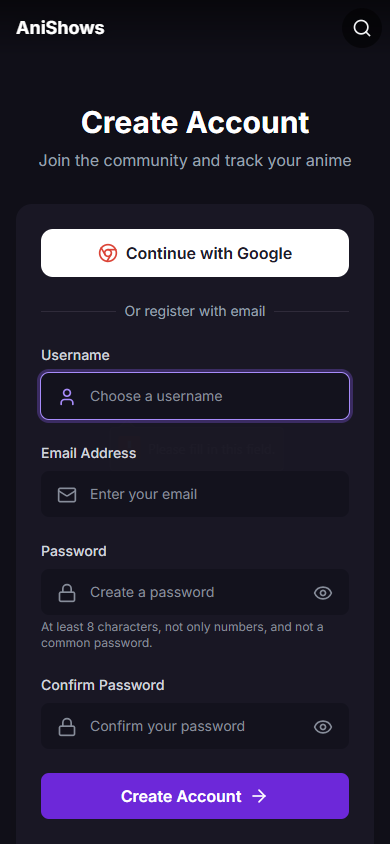 AniShows
Create Account
Join the community and track your anime
Continue with Google
Or register with email
Username
Choose a username
Email Address
Enter your email
Password
Create a password
At least 8 characters, not only numbers, and not a
common password.
Confirm Password
Confirm your password
Create Account